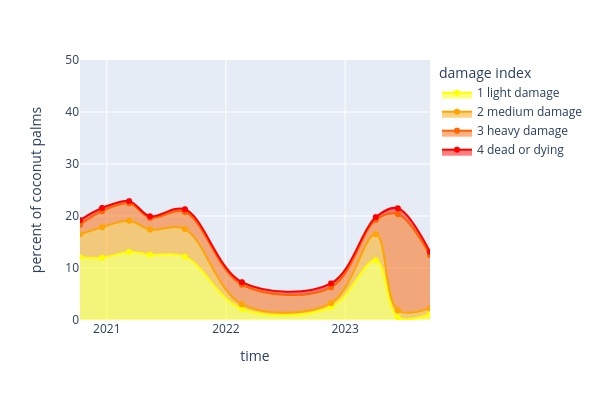 damage index
1 light damage
2 medium damage
3 heavy damage
4 dead or dying
percent of coconut palms
50
40
30
20
10
0
2021
2022
2023
time